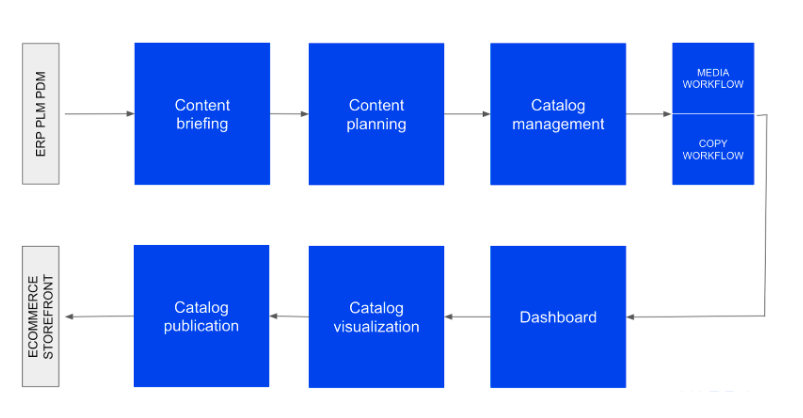 ERP PLM PDM
Content
briefing
Content
planning
Catalog
management
MEDIA
WORKFLOW
COPY
WORKFLOW
ECOMMERCE
STOREFRONT
Catalog
publication
Catalog
visualization
Dashboard